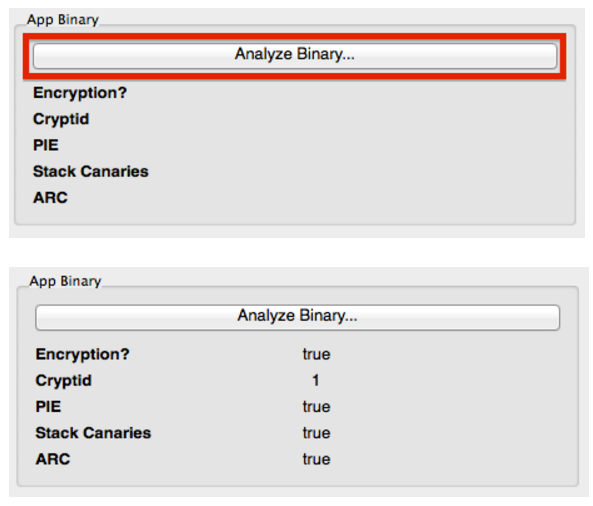 App Binary
Analyze Binary...
Encryption?
Cryptid
PIE
Stack Canaries
ARC
App Binary
Analyze Binary...
Encryption? true
Cryptid 1
PIE true
Stack Canaries true
ARC true